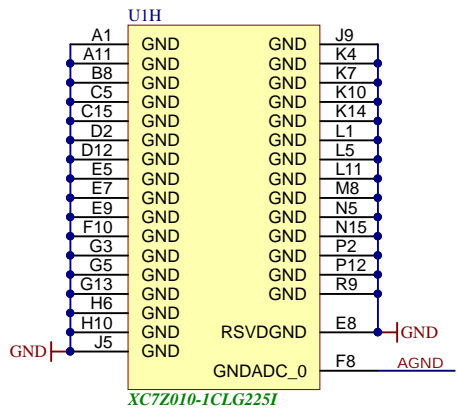 U1H
A1 GND GND J9
A11 GND GND K4
B8 GND GND K7
C5 GND GND K10
C15 GND GND K14
D2 GND GND L1
D12 GND GND L5
E5 GND GND L11
E7 GND GND M8
E9 GND GND N5
F10 GND GND N15
G3 GND GND P2
G5 GND GND P12
G13 GND GND R9
H6 GND
H10 GND RSVDGND E8 GND
GND J5 GND
GNDADC_0 F8 AGND
XC7Z010-1CLG225I